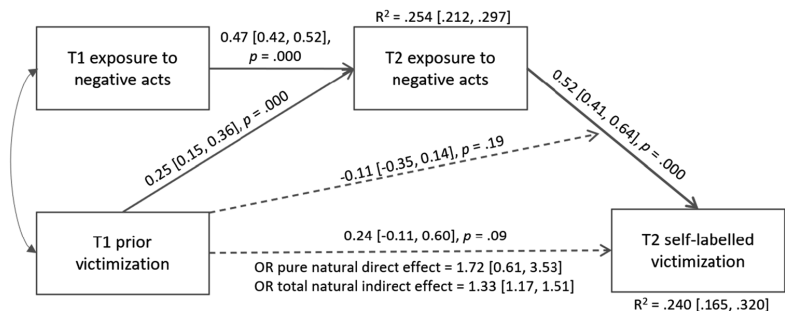 R² = .254 [.212, .297]
T1 exposure to
negative acts
0.47 [0.42, 0.52],
p = .000
T2 exposure to
negative acts
0.25 [0.15, 0.36], p = .000
0.52 [0.41, 0.64], p = .000
-0.11 [-0.35, 0.14], p = .19
T1 prior
victimization
0.24 [-0.11, 0.60], p = .09
OR pure natural direct effect = 1.72 [0.61, 3.53]
OR total natural indirect effect = 1.33 [1.17, 1.51]
T2 self-labelled
victimization
R² = .240 [.165, .320]